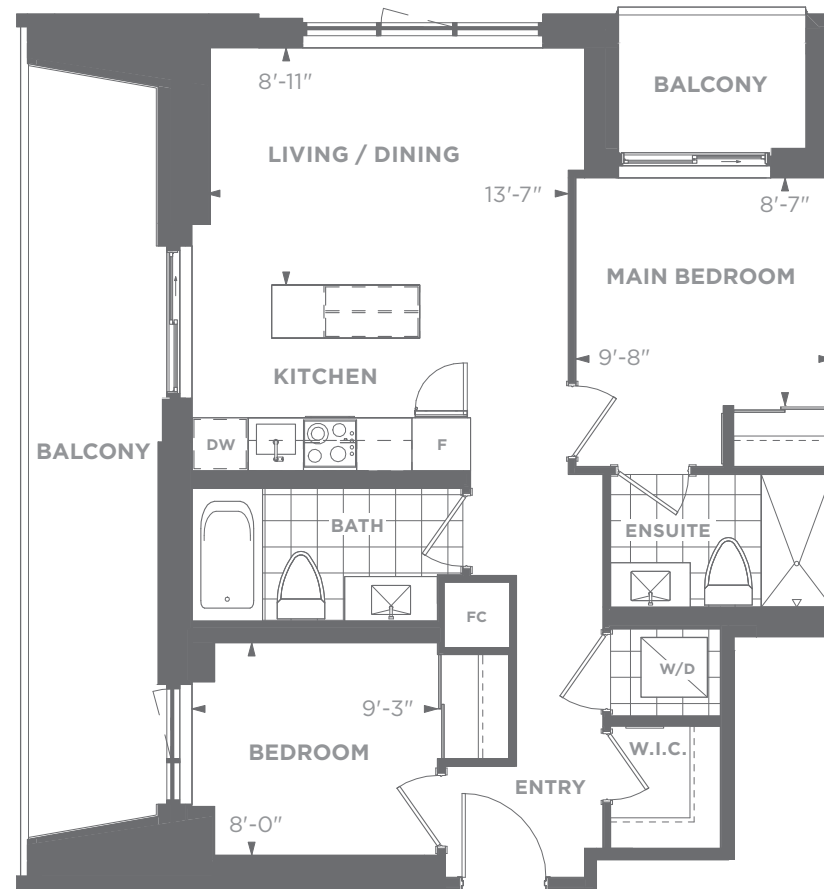 8'-11"
BALCONY
LIVING / DINING
13'-7"
8'-7"
MAIN BEDROOM
9'-8"
KITCHEN
BALCONY
DW
F
BATH
ENSUITE
FC
W/D
9'-3"
BEDROOM
W.I.C.
ENTRY
8'-0"